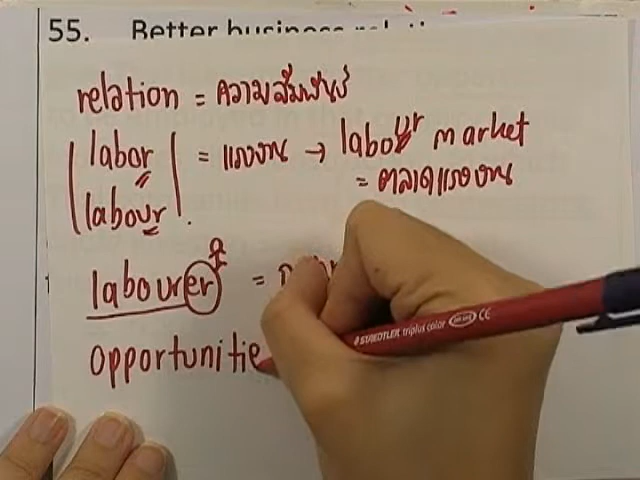 55. Better business
relation = ความสัมพันธ์
labor = แรงงาน → labour market
labour. = ตลาดแรงงาน
labourer =
opportunitie
STAEDTLER triplus color CE